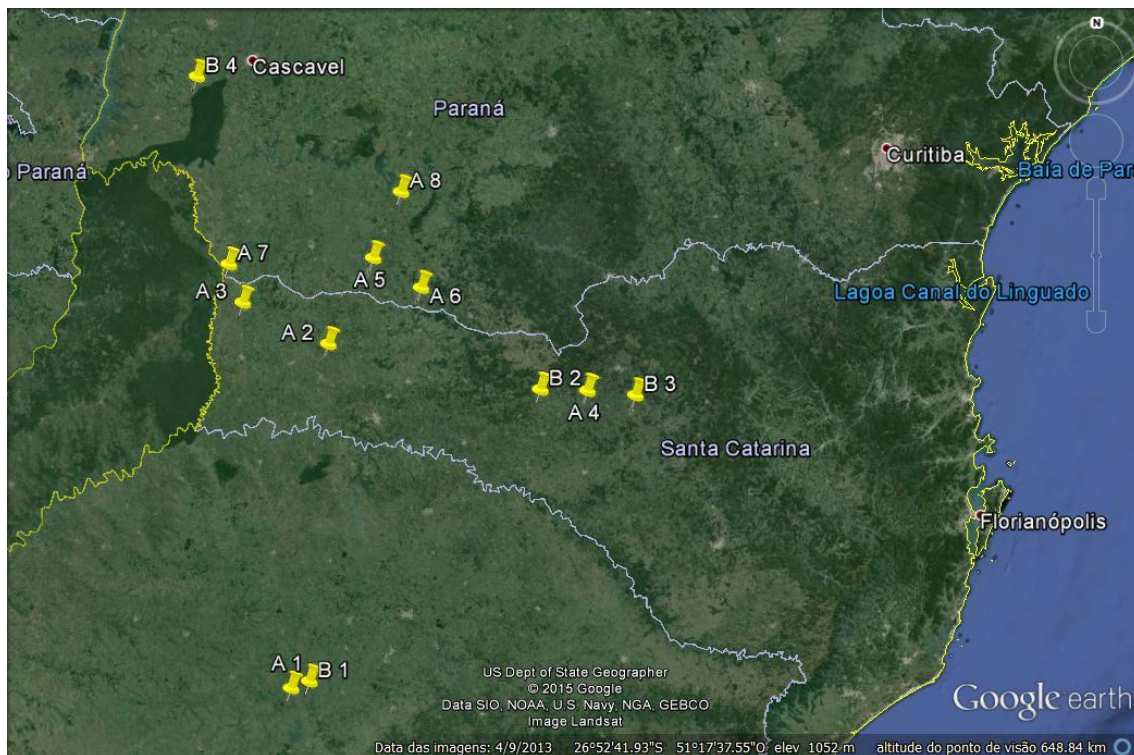 N
B 4
Cascavel
Paraná
Curitiba
o Paraná
Baía de Par
A 8
A 7
A 5
A 3
A 6
Lagoa Canal do Linguado
A 2
B 2
A 4
B 3
Santa Catarina
Florianópolis
A 1
B 1
US Dept of State Geographer
© 2015 Google
Data SIO, NOAA, U.S. Navy, NGA, GEBCO
Image Landsat
Google earth
Data das imagens: 4/9/2013 26°52'41.93"S 51°17'37.55"O elev 1052 m altitude do ponto de visão 648.84 km